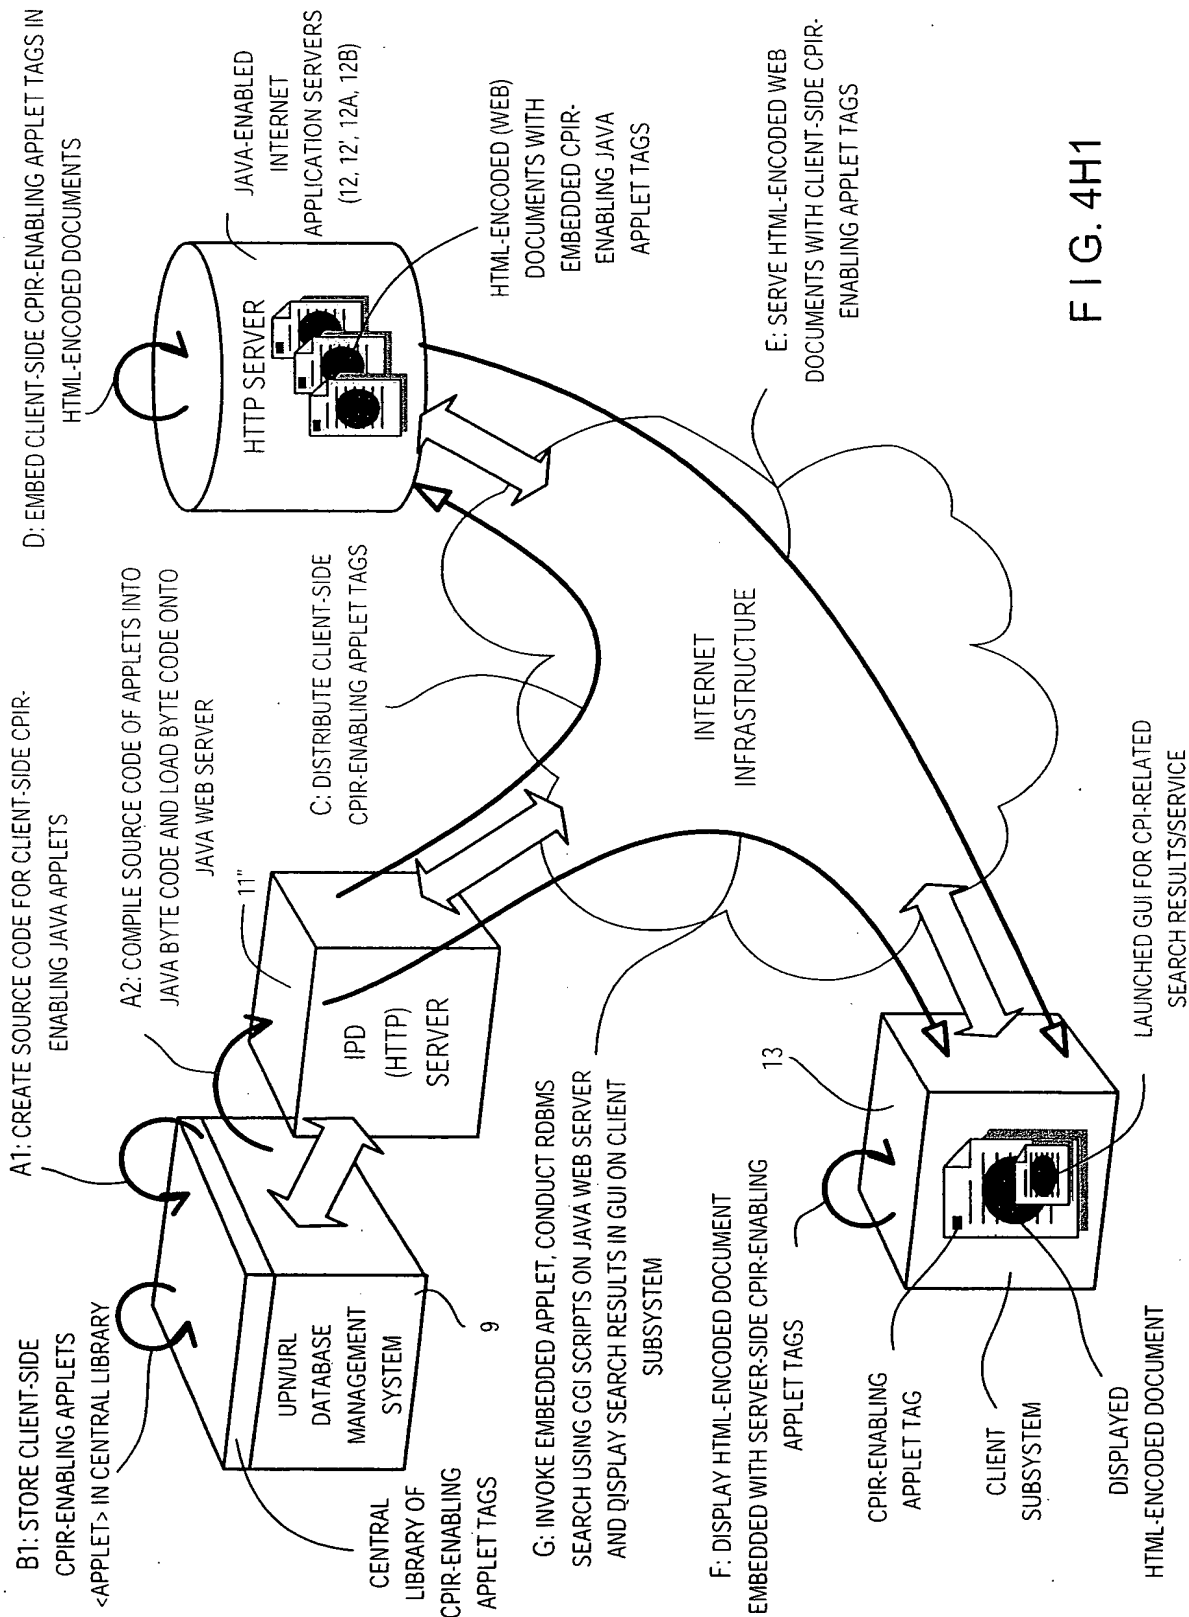 A1: CREATE SOURCE CODE FOR CLIENT-SIDE CPIR-
ENABLING JAVA APPLETS
B1: STORE CLIENT-SIDE
CPIR-ENABLING APPLETS
<APPLET> IN CENTRAL LIBRARY
A2: COMPILE SOURCE CODE OF APPLETS INTO
JAVA BYTE CODE AND LOAD BYTE CODE ONTO
JAVA WEB SERVER
D: EMBED CLIENT-SIDE CPIR-ENABLING APPLET TAGS IN
HTML-ENCODED DOCUMENTS
JAVA-ENABLED
INTERNET
APPLICATION SERVERS
(12, 12', 12A, 12B)
HTTP SERVER
HTML-ENCODED (WEB)
DOCUMENTS WITH
EMBEDDED CPIR-
ENABLING JAVA
APPLET TAGS
11"
IPD
(HTTP)
SERVER
UPN/URL
DATABASE
MANAGEMENT
SYSTEM
9
CENTRAL
LIBRARY OF
CPIR-ENABLING
APPLET TAGS
C: DISTRIBUTE CLIENT-SIDE
CPIR-ENABLING APPLET TAGS
G: INVOKE EMBEDDED APPLET, CONDUCT RDBMS
SEARCH USING CGI SCRIPTS ON JAVA WEB SERVER
AND DISPLAY SEARCH RESULTS IN GUI ON CLIENT
SUBSYSTEM
INTERNET
INFRASTRUCTURE
E: SERVE HTML-ENCODED WEB
DOCUMENTS WITH CLIENT-SIDE CPIR-
ENABLING APPLET TAGS
F: DISPLAY HTML-ENCODED DOCUMENT
EMBEDDED WITH SERVER-SIDE CPIR-ENABLING
APPLET TAGS
13
CPIR-ENABLING
APPLET TAG
CLIENT
SUBSYSTEM
DISPLAYED
HTML-ENCODED DOCUMENT
LAUNCHED GUI FOR CPI-RELATED
SEARCH RESULTS/SERVICE
FIG. 4H1